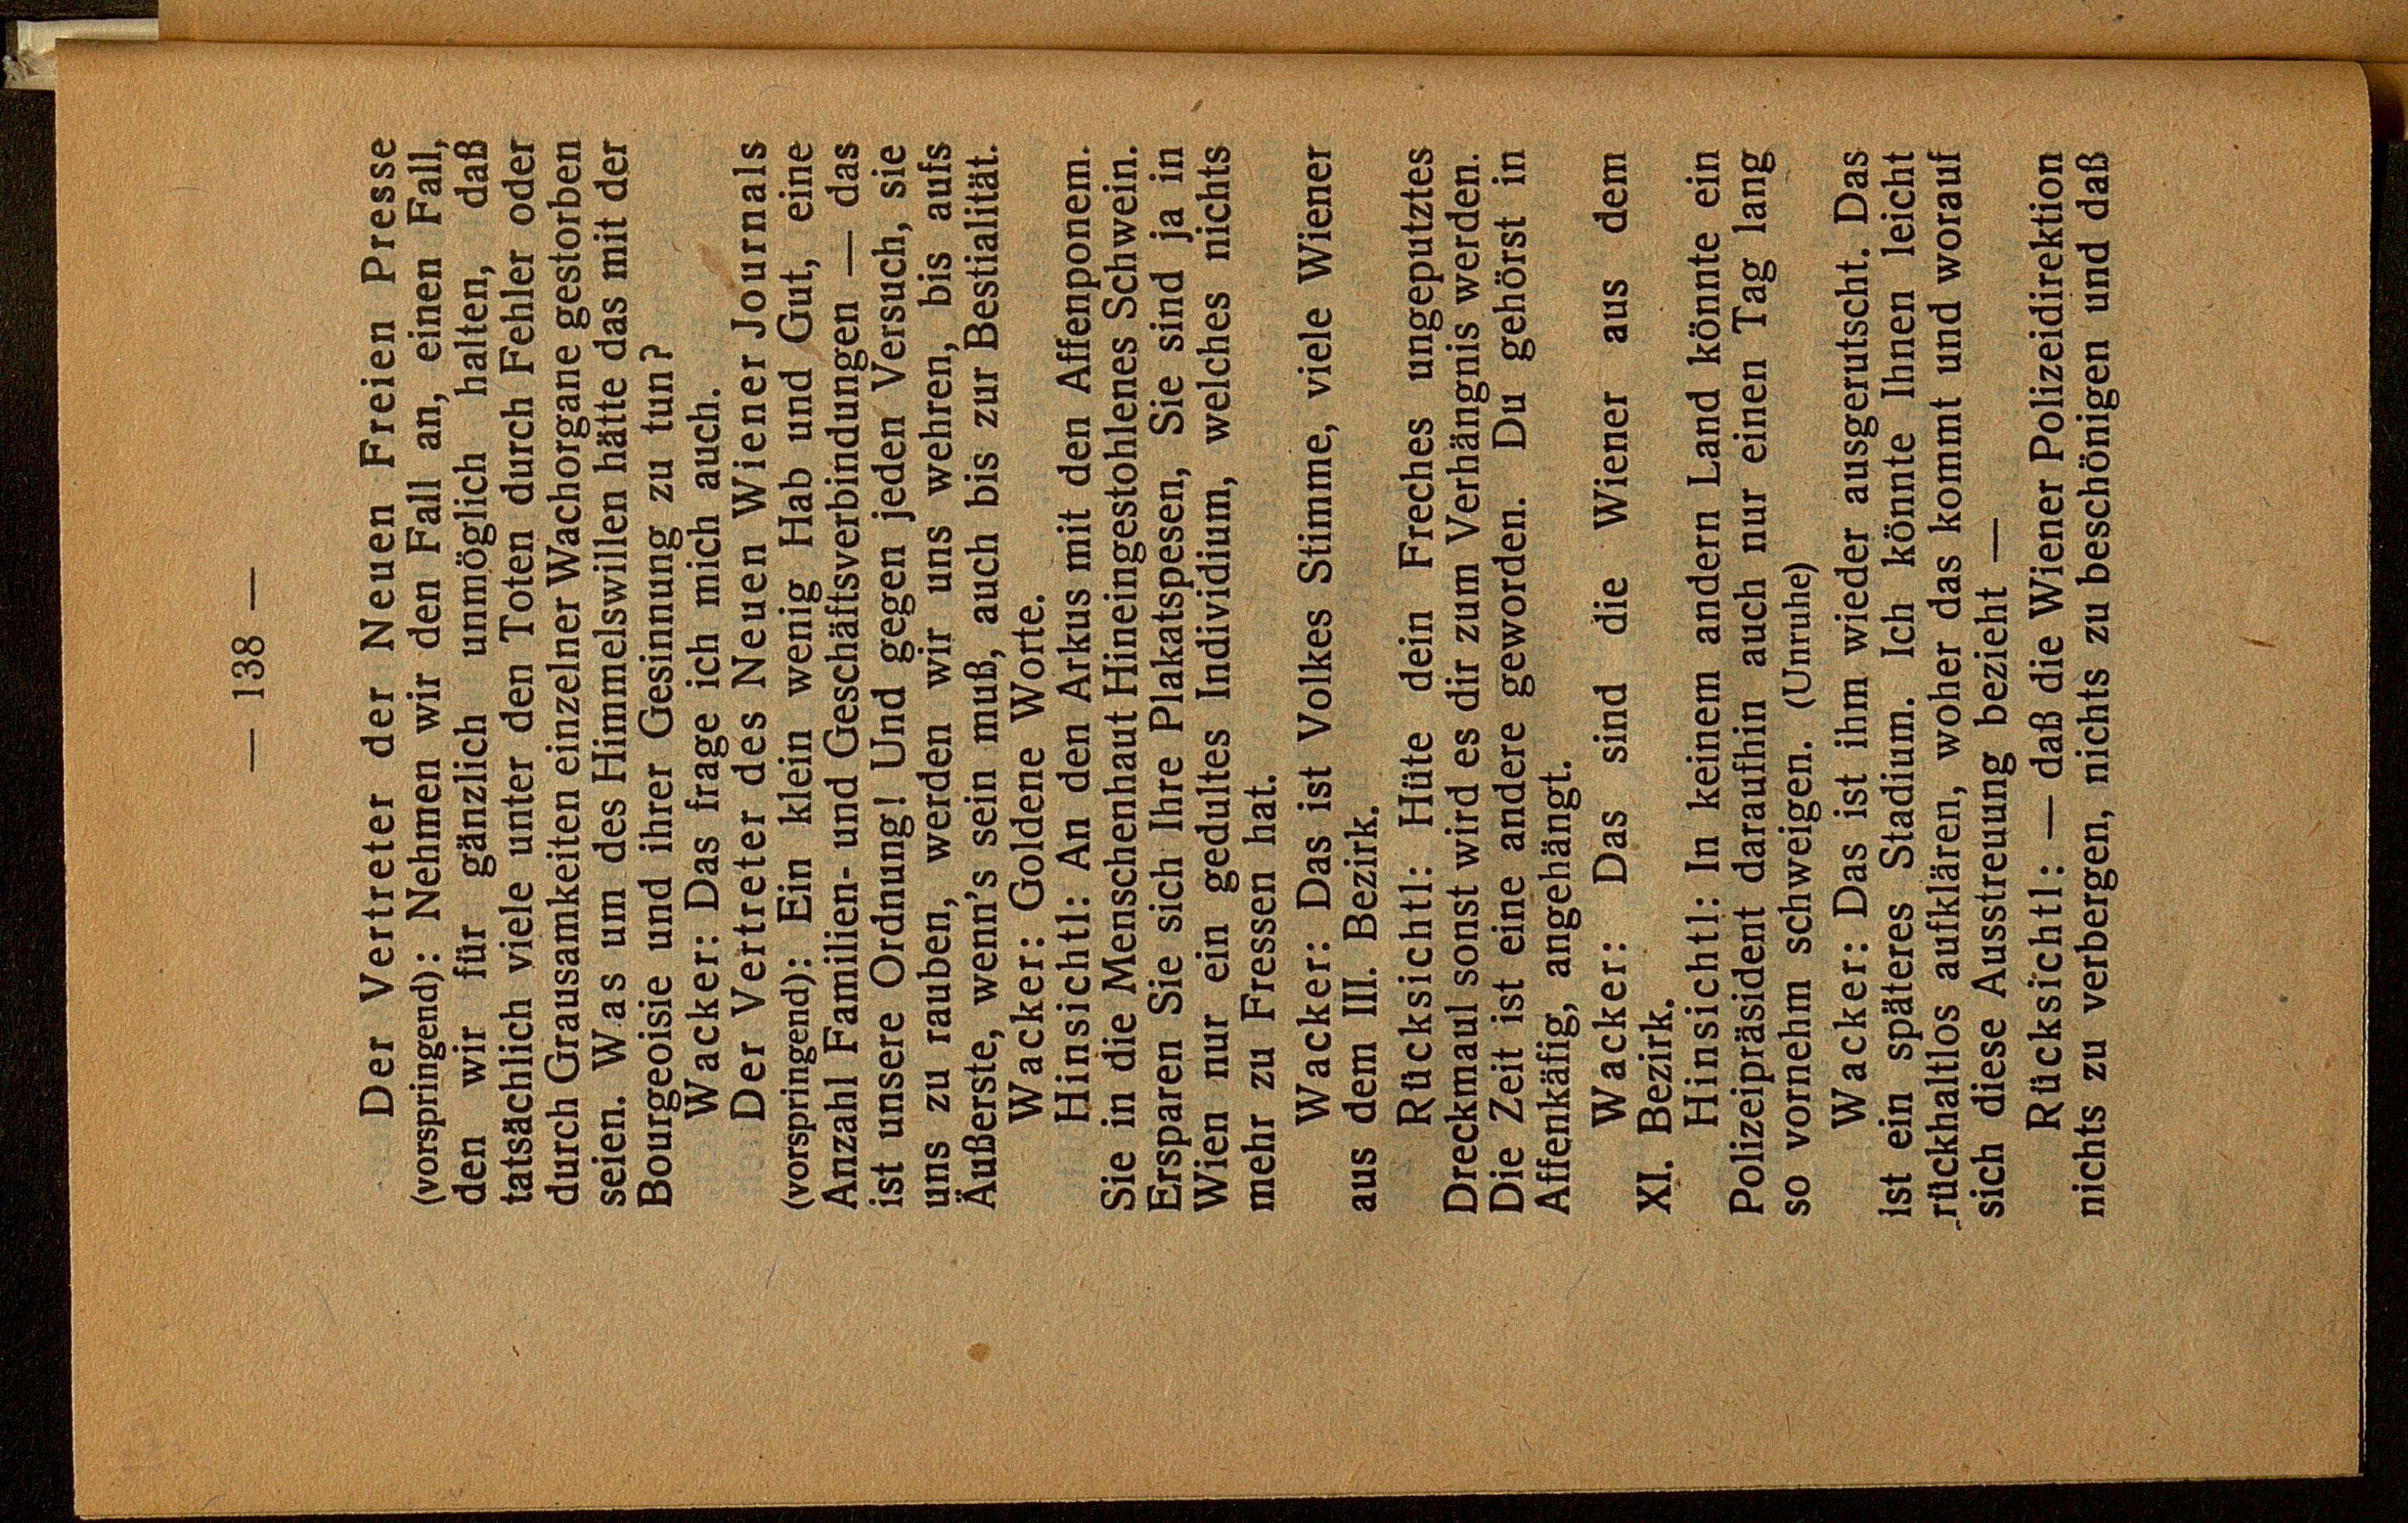 — 138 —
Der Vertreter der Neuen Freien Presse
(vorspringend): Nehmen wir den Fall an, einen Fall,
den wir für gänzlich unmöglich halten, daß
tatsächlich viele unter den Toten durch Fehler oder
durch Grausamkeiten einzelner Wachorgane gestorben
seien. Was um des Himmelswillen hätte das mit der
Bourgeoisie und ihrer Gesinnung zu tun?
Wacker: Das frage ich mich auch.
Der Vertreter des Neuen Wiener Journals
(vorspringend): Ein klein wenig Hab und Gut, eine
Anzahl Familien- und Geschäftsverbindungen — das
ist unsere Ordnung! Und gegen jeden Versuch, sie
uns zu rauben, werden wir uns wehren, bis aufs
Äußerste, wenn's sein muß, auch bis zur Bestialität.
Wacker: Goldene Worte.
Hinsichtl: An den Arkus mit den Affenponem.
Sie in die Menschenhaut Hineingestohlenes Schwein.
Ersparen Sie sich Ihre Plakatspesen, Sie sind ja in
Wien nur ein gedultes Individium, welches nichts
mehr zu Fressen hat.
Wacker: Das ist Volkes Stimme, viele Wiener
aus dem III. Bezirk.
Rücksichtl: Hüte dein Freches ungeputztes
Dreckmaul sonst wird es dir zum Verhängnis werden.
Die Zeit ist eine andere geworden. Du gehörst in
Affenkäfig, angehängt.
Wacker: Das sind die Wiener aus dem
XI. Bezirk.
Hinsichtl: In keinem andern Land könnte ein
Polizeipräsident daraufhin auch nur einen Tag lang
so vornehm schweigen. (Unruhe)
Wacker: Das ist ihm wieder ausgerutscht. Das
ist ein späteres Stadium. Ich könnte Ihnen leicht
rückhaltlos aufklären, woher das kommt und worauf
sich diese Ausstreuung bezieht —
Rücksichtl: — daß die Wiener Polizeidirektion
nichts zu verbergen, nichts zu beschönigen und daß